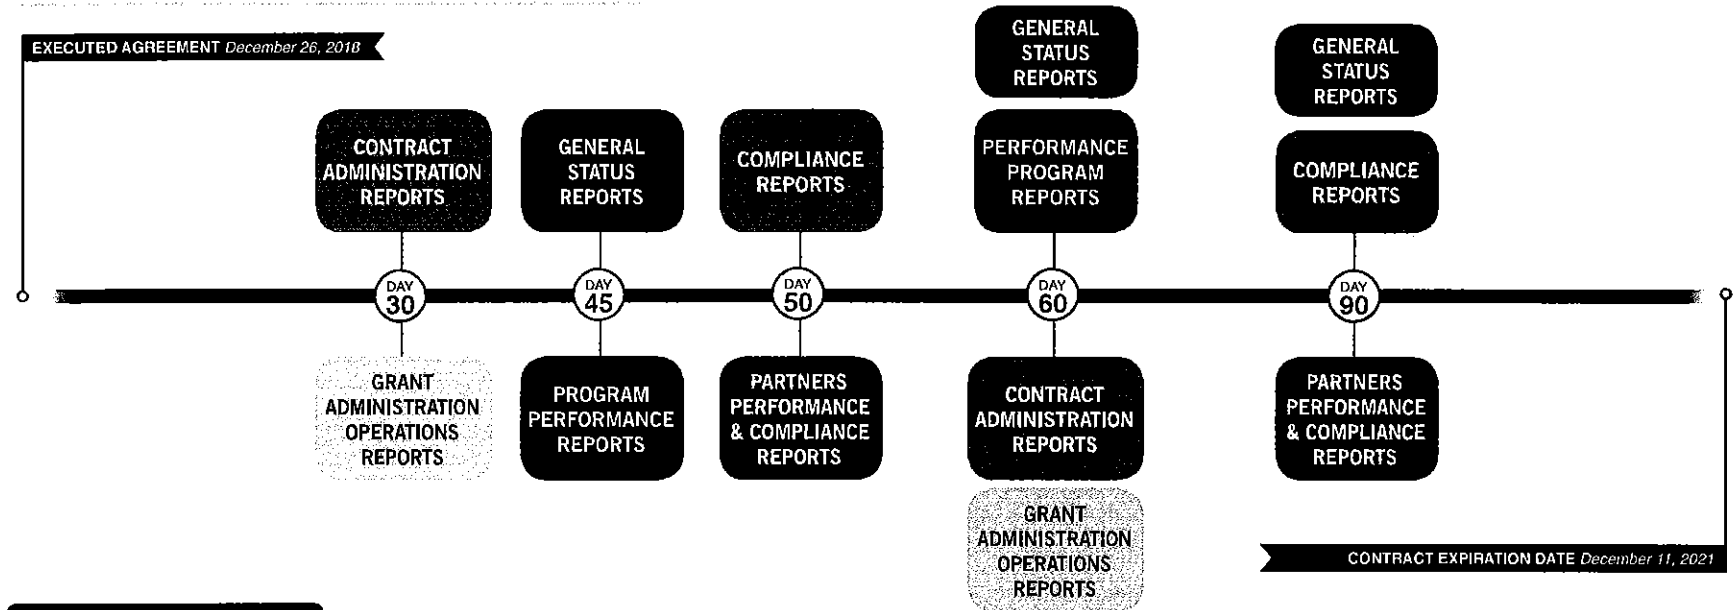 EXECUTED AGREEMENT December 26, 2018
CONTRACT
ADMINISTRATION
REPORTS
GENERAL
STATUS
REPORTS
COMPLIANCE
REPORTS
GENERAL
STATUS
REPORTS
PERFORMANCE
PROGRAM
REPORTS
GENERAL
STATUS
REPORTS
COMPLIANCE
REPORTS
DAY
30
DAY
45
DAY
50
DAY
60
DAY
90
GRANT
ADMINISTRATION
OPERATIONS
REPORTS
PROGRAM
PERFORMANCE
REPORTS
PARTNERS
PERFORMANCE
& COMPLIANCE
REPORTS
CONTRACT
ADMINISTRATION
REPORTS
GRANT
ADMINISTRATION
OPERATIONS
REPORTS
PARTNERS
PERFORMANCE
& COMPLIANCE
REPORTS
CONTRACT EXPIRATION DATE December 11, 2021